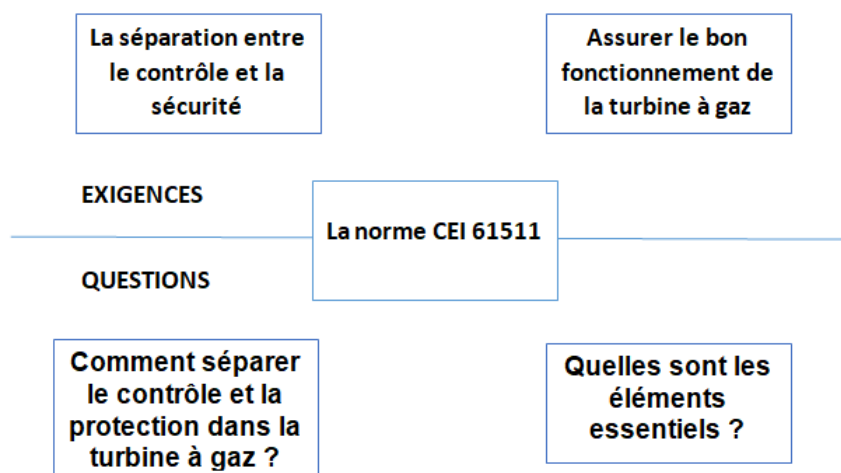 La séparation entre
le contrôle et la
sécurité
Assurer le bon
fonctionnement de
la turbine à gaz
EXIGENCES
La norme CEI 61511
QUESTIONS
Comment séparer
le contrôle et la
protection dans la
turbine à gaz ?
Quelles sont les
éléments
essentiels ?